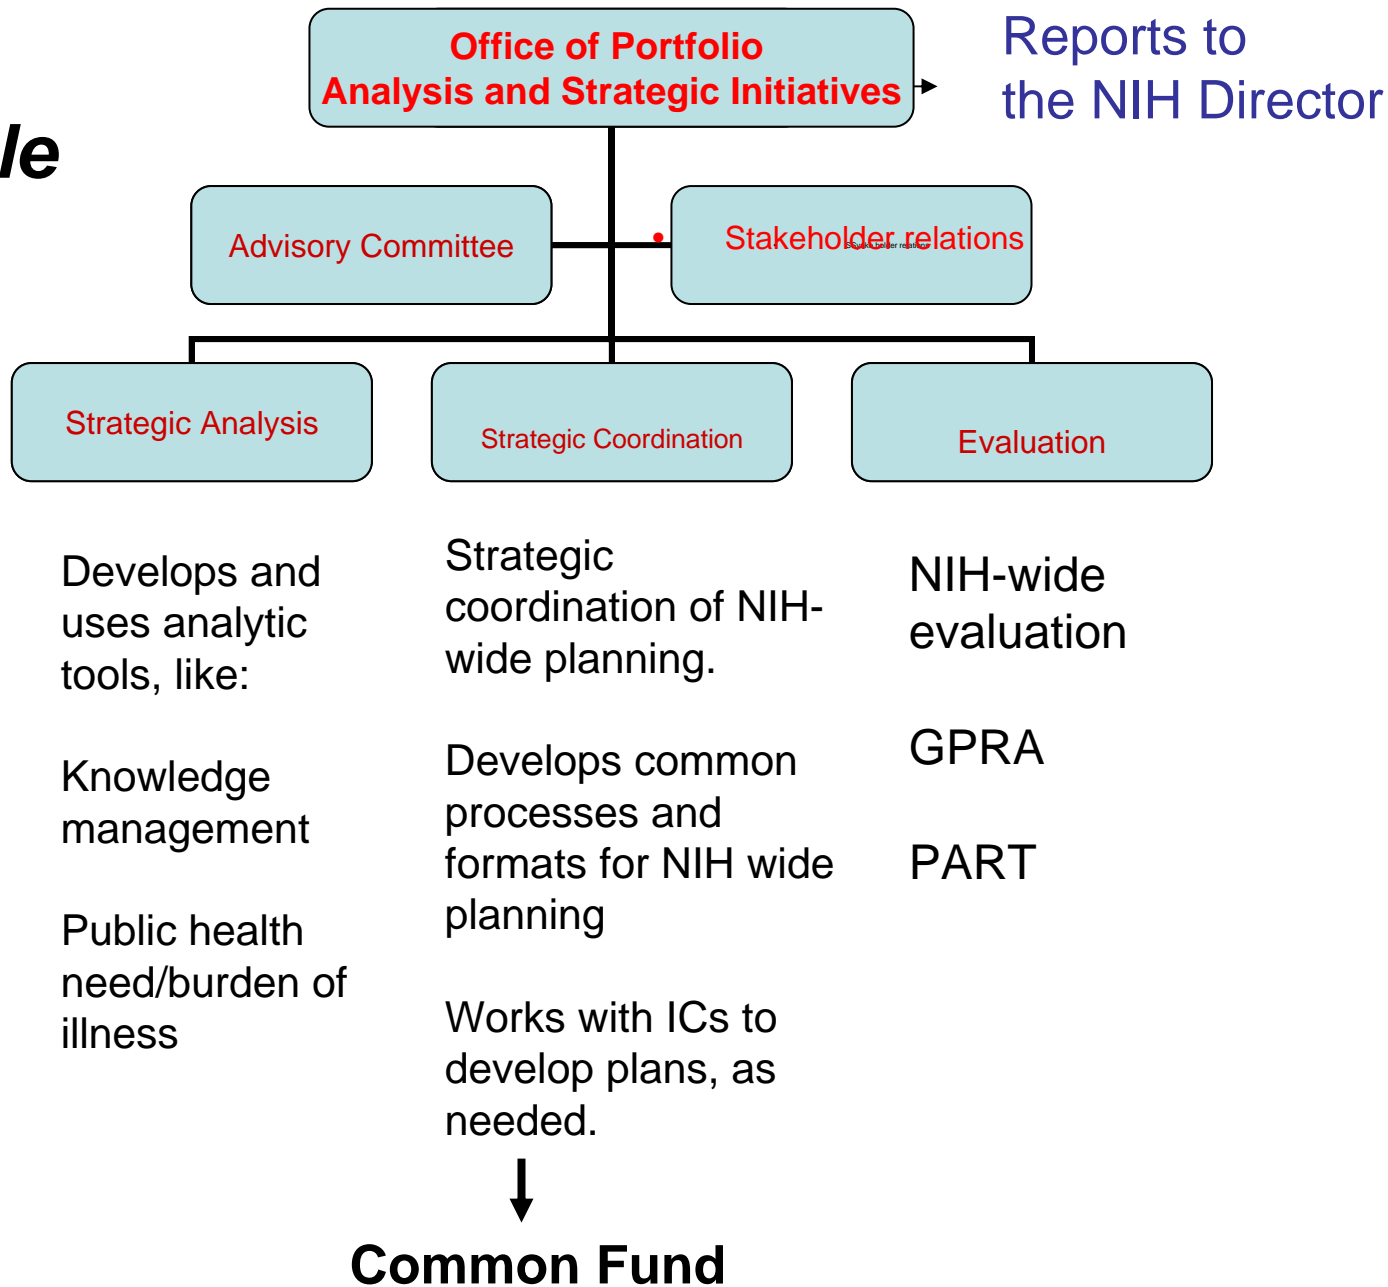 Office of Portfolio
Analysis and Strategic Initiatives
Reports to
the NIH Director
le
Advisory Committee
• Stakeholder relations
Strategic Analysis
Strategic Coordination
Evaluation
Develops and
uses analytic
tools, like:
Knowledge
management
Public health
need/burden of
illness
Strategic
coordination of NIH-
wide planning.
Develops common
processes and
formats for NIH wide
planning
Works with ICs to
develop plans, as
needed.
NIH-wide
evaluation
GPRA
PART
Common Fund